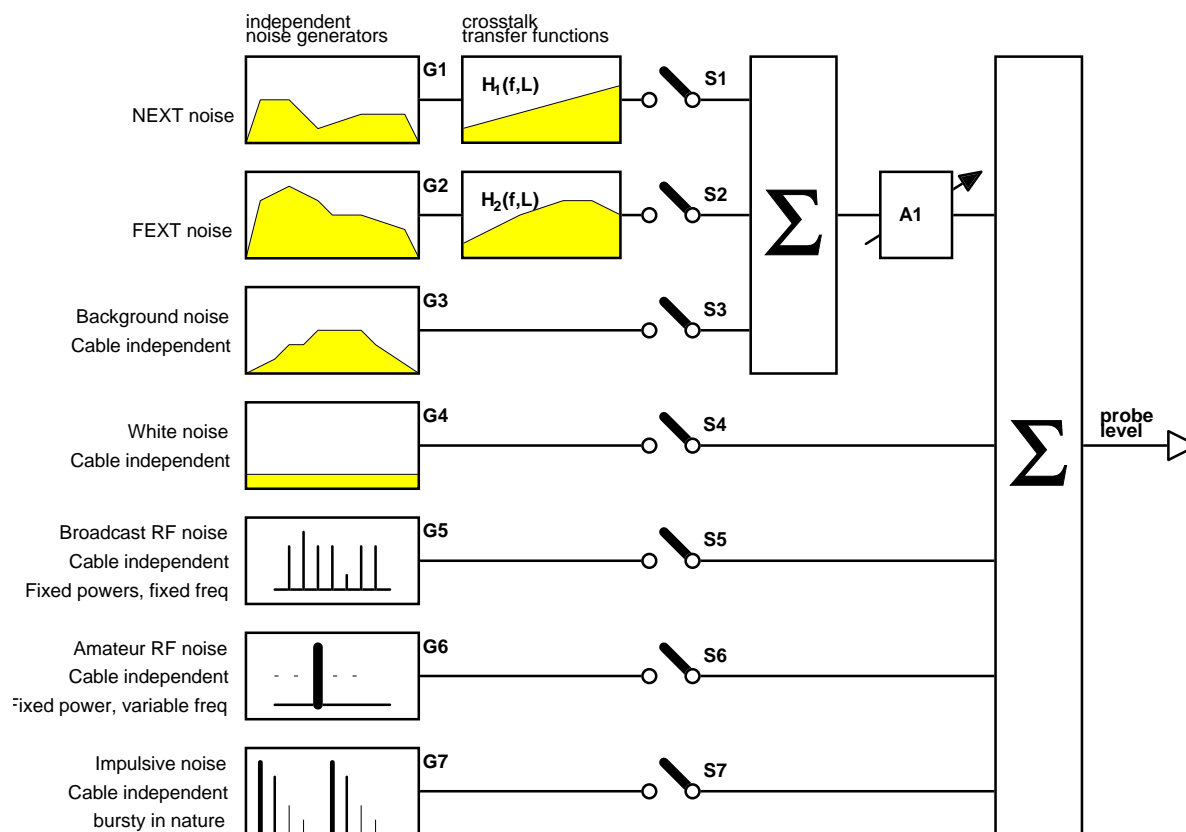 independent
noise generators
crosstalk
transfer functions
NEXT noise
G1
H1(f,L)
S1
FEXT noise
G2
H2(f,L)
S2
Σ
A1
Background noise
Cable independent
G3
S3
White noise
Cable independent
G4
S4
Σ
probe
level
Broadcast RF noise
Cable independent
Fixed powers, fixed freq
G5
S5
Amateur RF noise
Cable independent
Fixed power, variable freq
G6
S6
Impulsive noise
Cable independent
bursty in nature
G7
S7